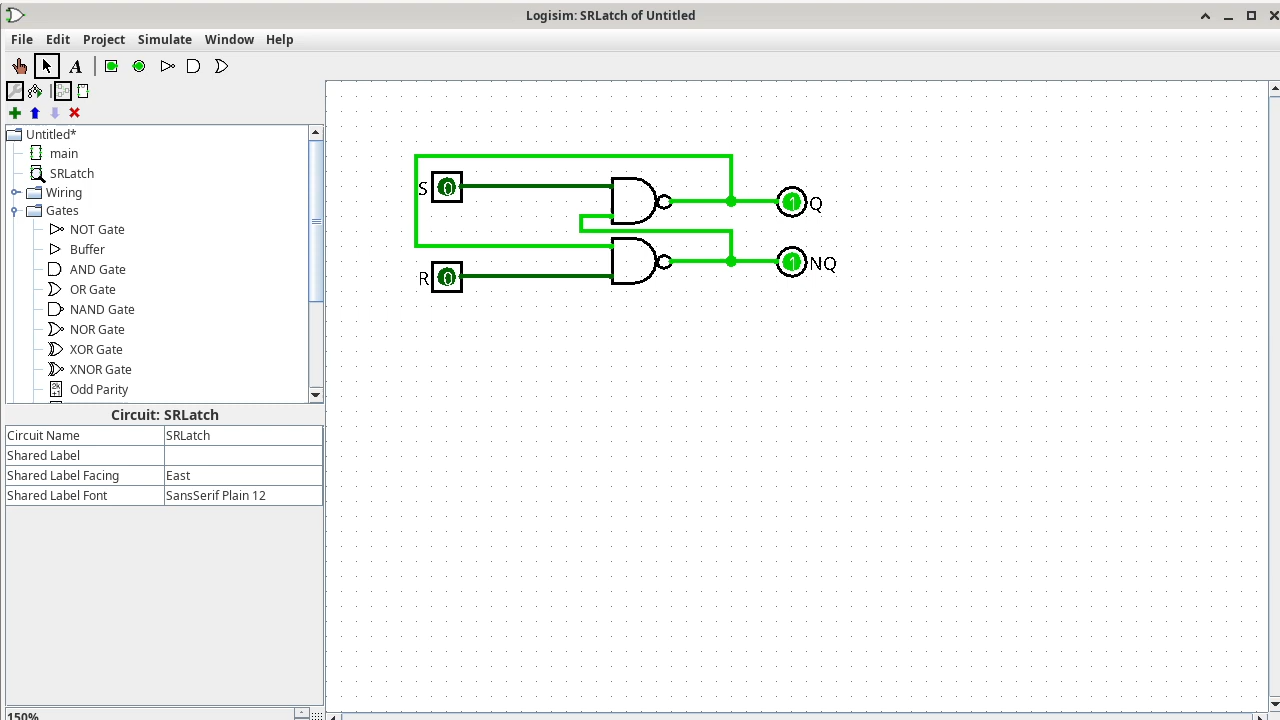 Logisim: SRLatch of Untitled
File Edit Project Simulate Window Help
A
Untitled*
main
SRLatch
Wiring
Gates
NOT Gate
Buffer
AND Gate
OR Gate
NAND Gate
NOR Gate
XOR Gate
XNOR Gate
Odd Parity
Circuit: SRLatch
Circuit Name SRLatch
Shared Label
Shared Label Facing East
Shared Label Font SansSerif Plain 12
150%
S 0
1 Q
R 0
1 NQ